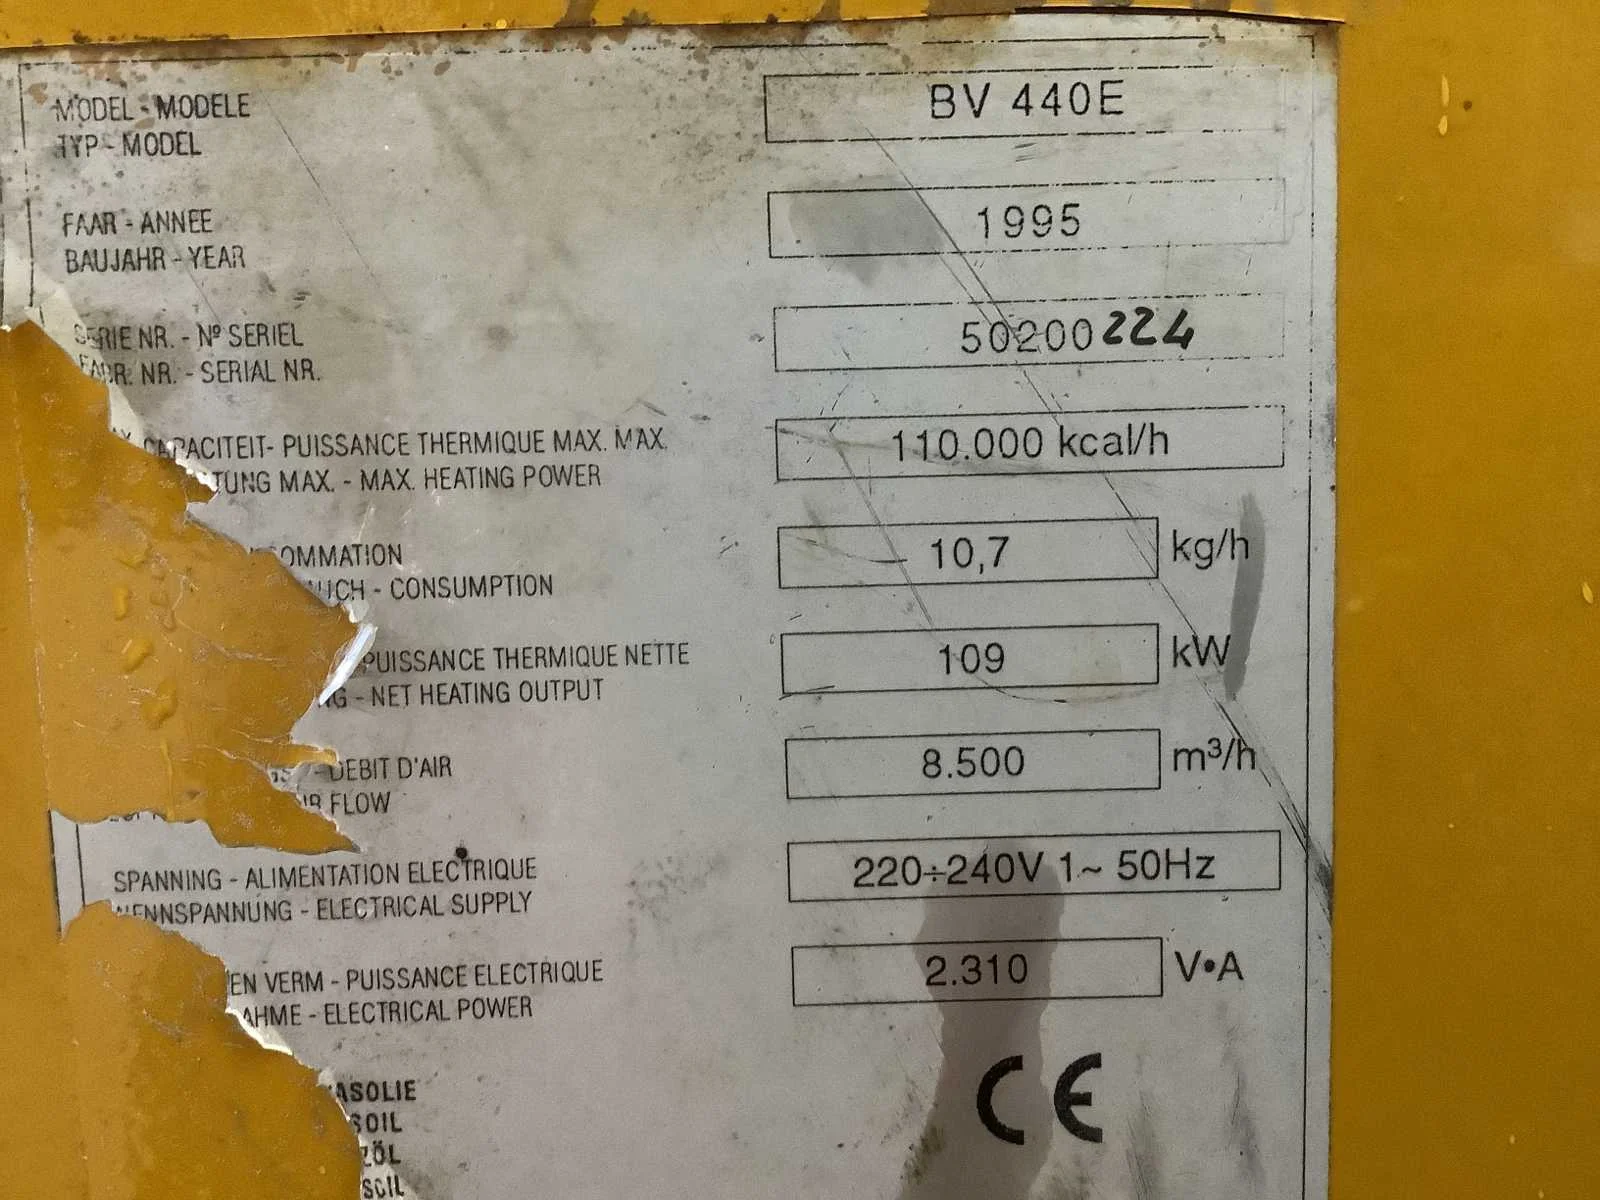 MODEL - MODELE BV 440E
TYP - MODEL
FAAR - ANNEE 1995
BAUJAHR - YEAR
SERIE NR. - Nº SERIEL 50200224
FABR. NR. - SERIAL NR.
CAPACITEIT- PUISSANCE THERMIQUE MAX. MAX. 110.000 kcal/h
TUNG MAX. - MAX. HEATING POWER
OMMATION 10,7 kg/h
UCH - CONSUMPTION
PUISSANCE THERMIQUE NETTE 109 kW
G - NET HEATING OUTPUT
- DEBIT D'AIR 8.500 m³/h
IR FLOW
SPANNING - ALIMENTATION ELECTRIQUE 220÷240V 1~ 50Hz
NENNSPANNUNG - ELECTRICAL SUPPLY
EN VERM - PUISSANCE ELECTRIQUE 2.310 V•A
AHME - ELECTRICAL POWER
CE
ASOLIE
SOIL
ZÖL
SOIL